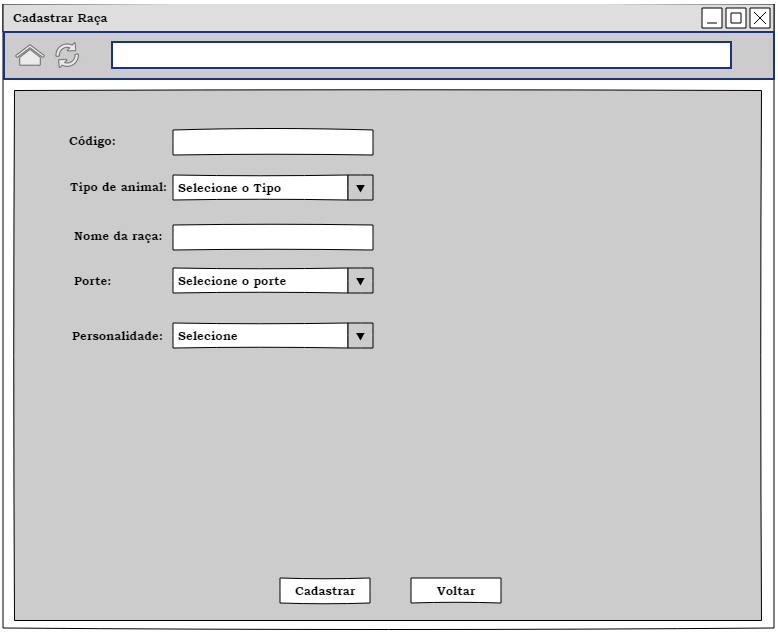 Cadastrar Raça
Código:
Tipo de animal: Selecione o Tipo
Nome da raça:
Porte: Selecione o porte
Personalidade: Selecione
Cadastrar Voltar